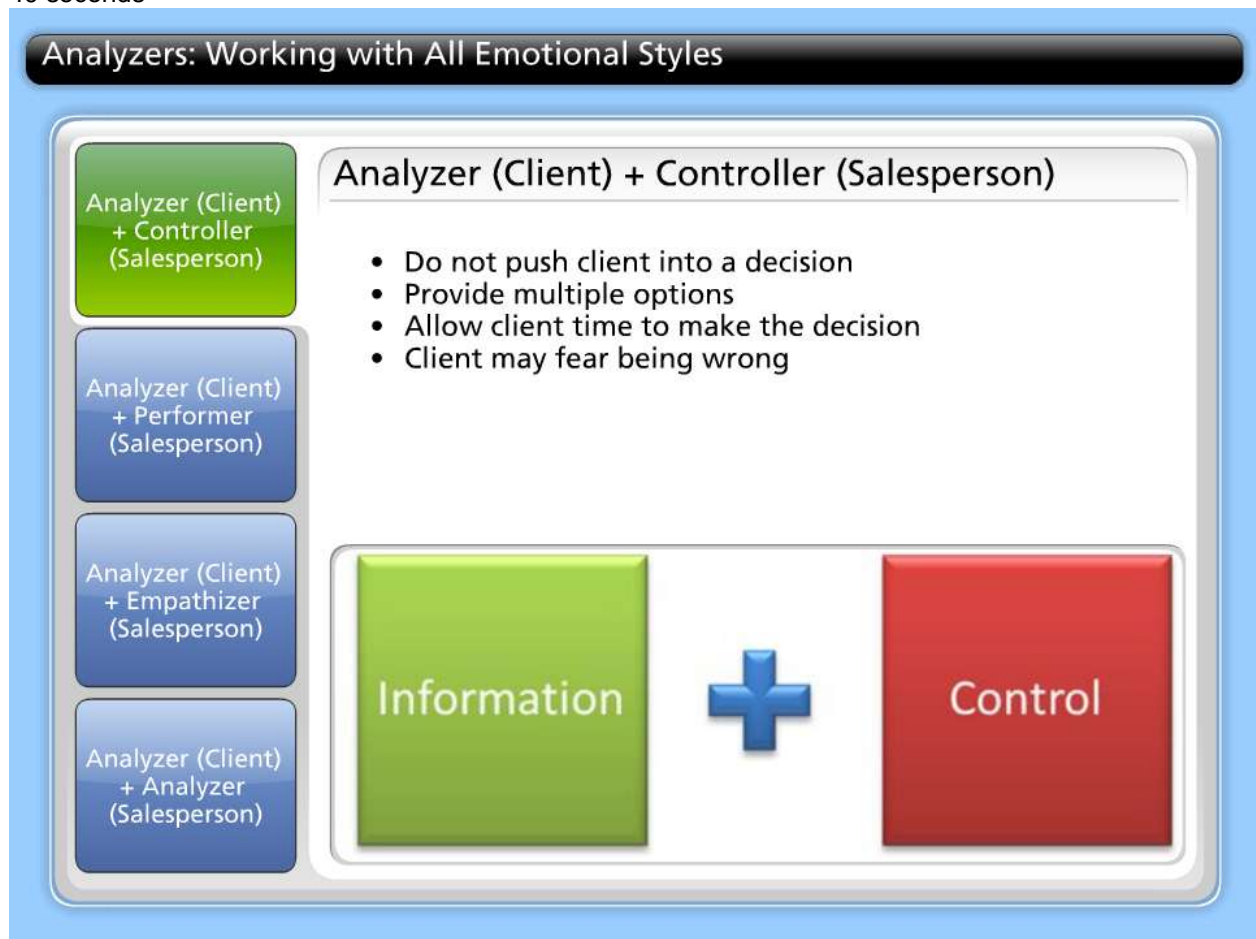 Analyzers: Working with All Emotional Styles
Analyzer (Client)
+ Controller
(Salesperson)
Analyzer (Client)
+ Performer
(Salesperson)
Analyzer (Client)
+ Empathizer
(Salesperson)
Analyzer (Client)
+ Analyzer
(Salesperson)
Analyzer (Client) + Controller (Salesperson)
• Do not push client into a decision
• Provide multiple options
• Allow client time to make the decision
• Client may fear being wrong
Information
Control